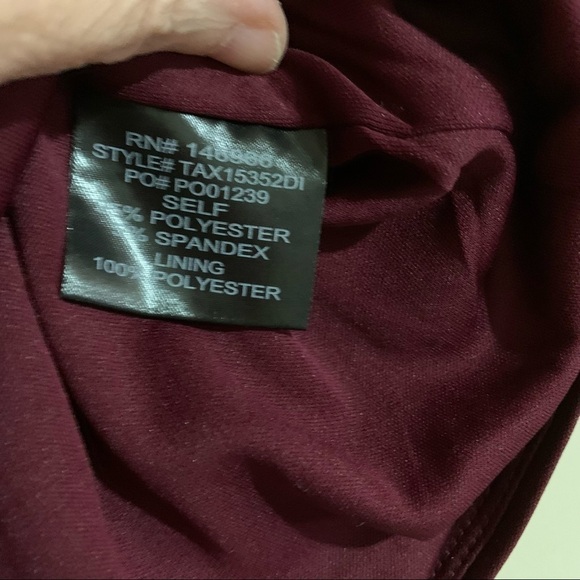 RN#
STYLE# TAX15352DI
PO# PO01239
SELF
POLYESTER
SPANDEX
LINING
100% POLYESTER